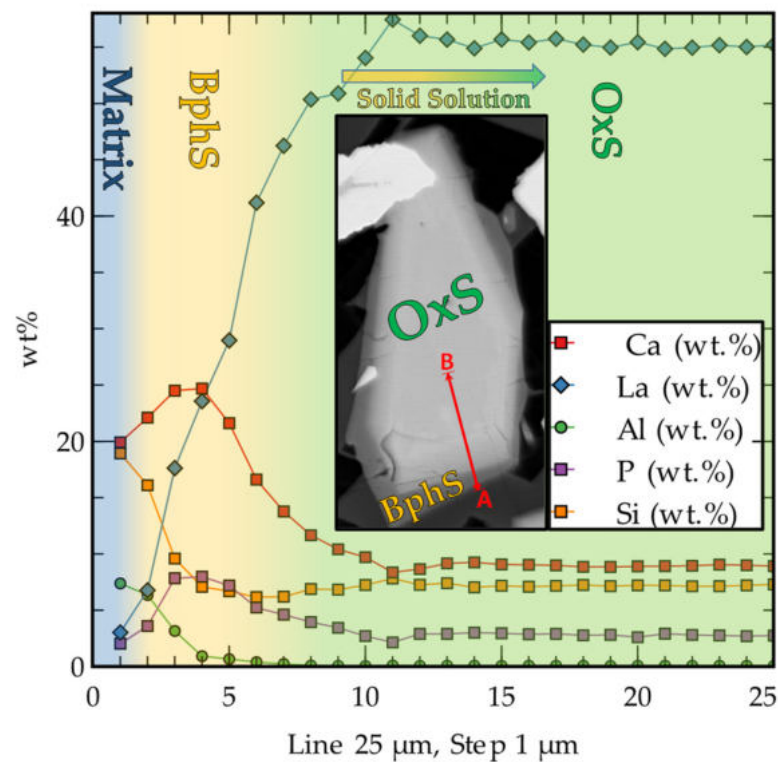 Matrix
BphS
Solid Solution
OxS
OxS
B
BphS
A
Ca (wt.%)
La (wt.%)
Al (wt.%)
P (wt.%)
Si (wt.%)
wt%
40
20
0
0
5
10
15
20
25
Line 25 μm, Step 1 μm